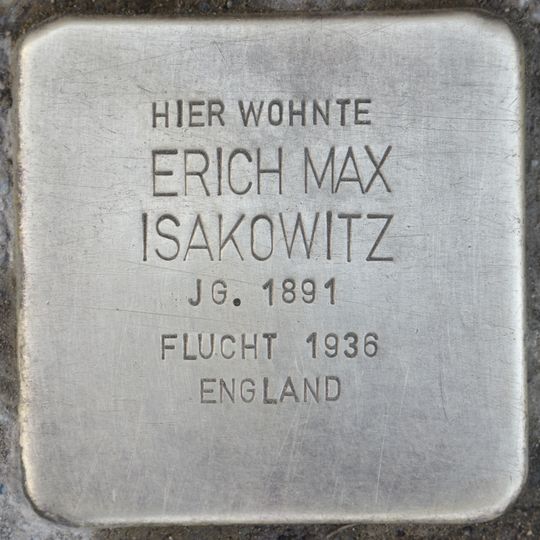 HIER WOHNTE
ERICH MAX
ISAKOWITZ
JG. 1891
FLUCHT 1936
ENGLAND